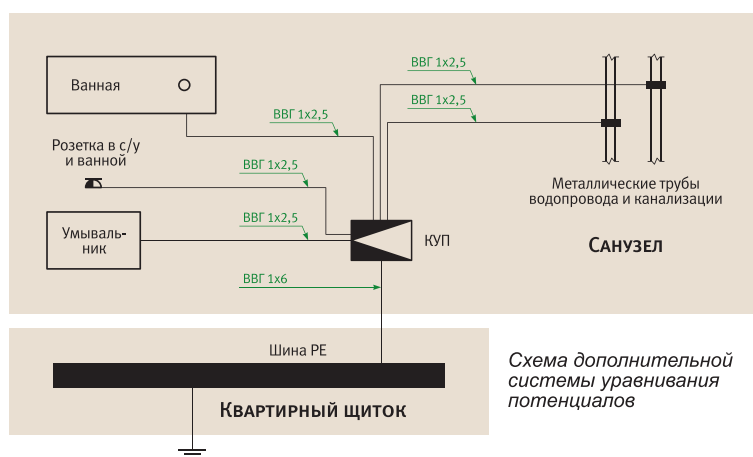 ВВГ 1х2,5
Ванная
ВВГ 1х2,5
ВВГ 1х2,5
Розетка в с/у
и ванной
ВВГ 1х2,5
Металлические трубы
водопровода и канализации
Умываль-
ник
ВВГ 1х2,5
КУП
Санузел
ВВГ 1х6
Шина PE
Квартирный щиток
Схема дополнительной
системы уравнивания
потенциалов